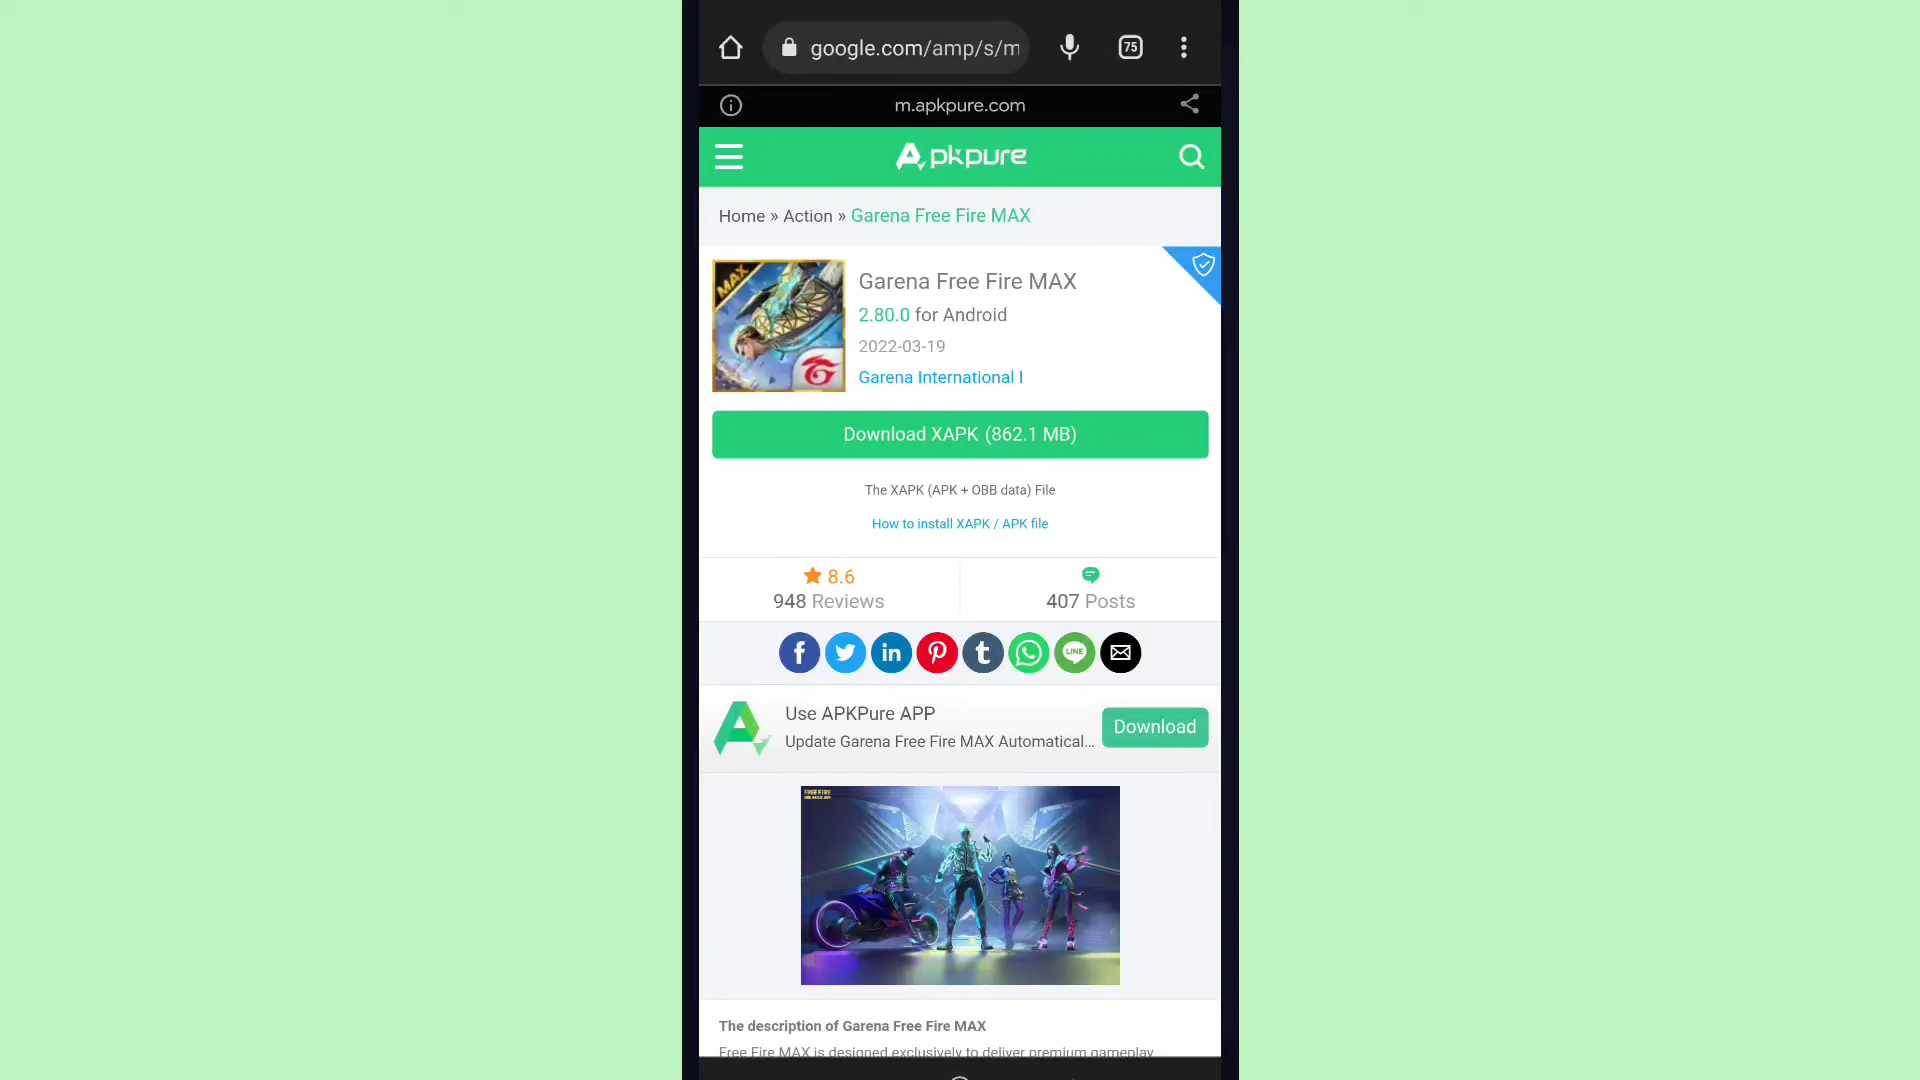 google.com/amp/s/m
75
m.apkpure.com
Apkpure
Home » Action » Garena Free Fire MAX
MAX
Garena Free Fire MAX
2.80.0 for Android
2022-03-19
Garena International I
Download XAPK (862.1 MB)
The XAPK (APK + OBB data) File
How to install XAPK / APK file
8.6
948 Reviews
407 Posts
LINE
Use APKPure APP
Update Garena Free Fire MAX Automatical...
Download
FREE FIRE
The description of Garena Free Fire MAX
Free Fire MAX is designed exclusively to deliver premium gameplay